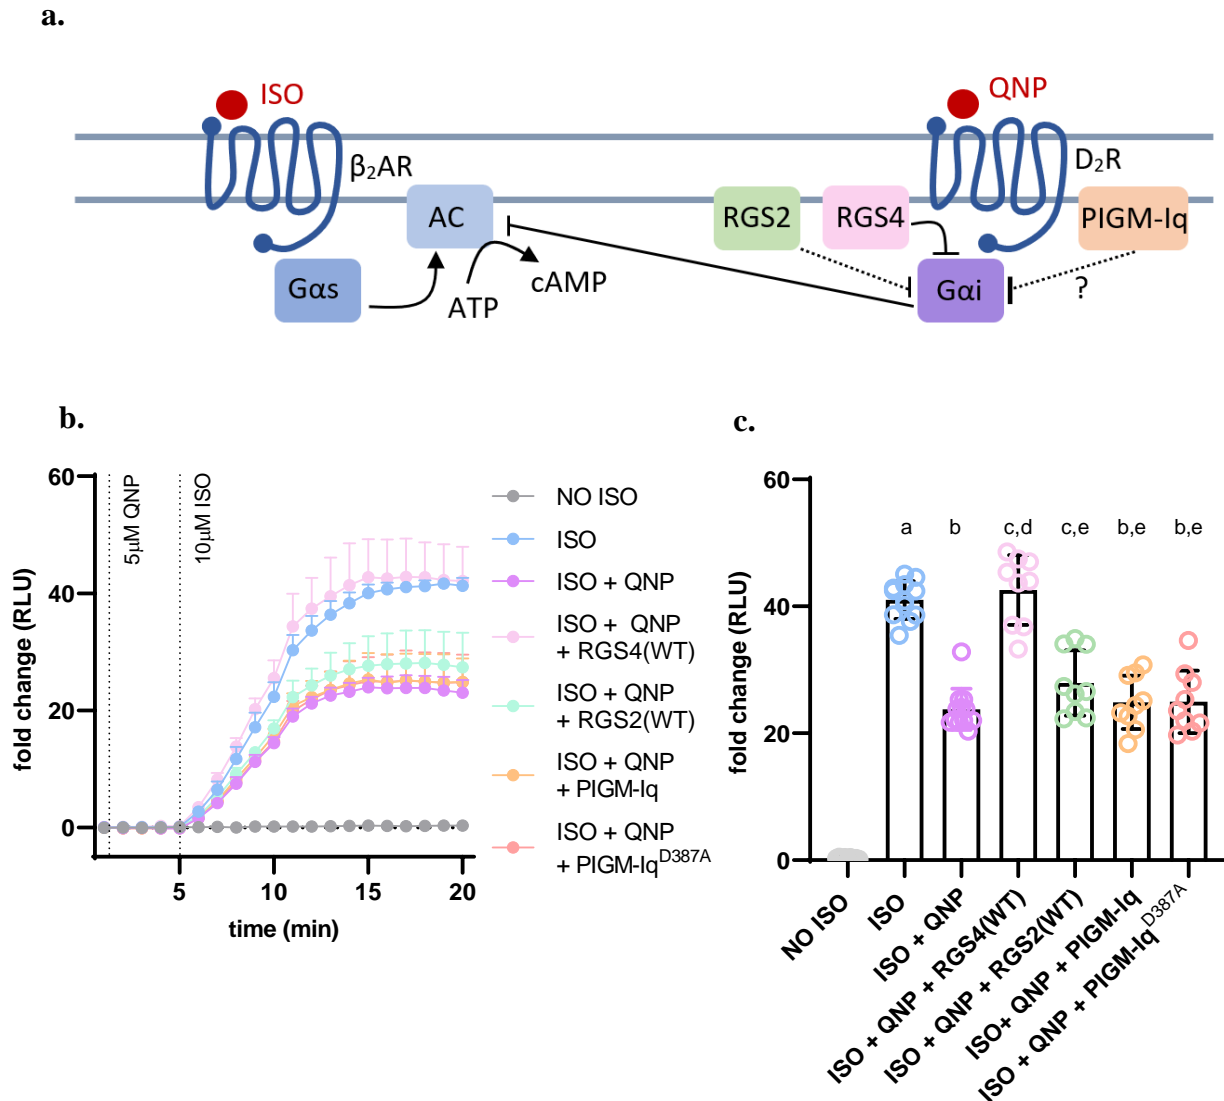 a.
ISO
QNP
β₂AR
D₂R
AC
RGS2
RGS4
PIGM-Iq
Gαs
ATP
cAMP
Gαi
?
b.
60
40
20
0
fold change (RLU)
5μM QNP
10μM ISO
5
10
15
20
time (min)
NO ISO
ISO
ISO + QNP
ISO + QNP
+ RGS4(WT)
ISO + QNP
+ RGS2(WT)
ISO + QNP
+ PIGM-Iq
ISO + QNP
+ PIGM-Iq^D387A
c.
60
40
20
0
fold change (RLU)
a
b
c,d
c,e
b,e
b,e
NO ISO
ISO
ISO + QNP
ISO + QNP + RGS4(WT)
ISO + QNP + RGS2(WT)
ISO+ QNP + PIGM-Iq
ISO + QNP + PIGM-Iq^D387A